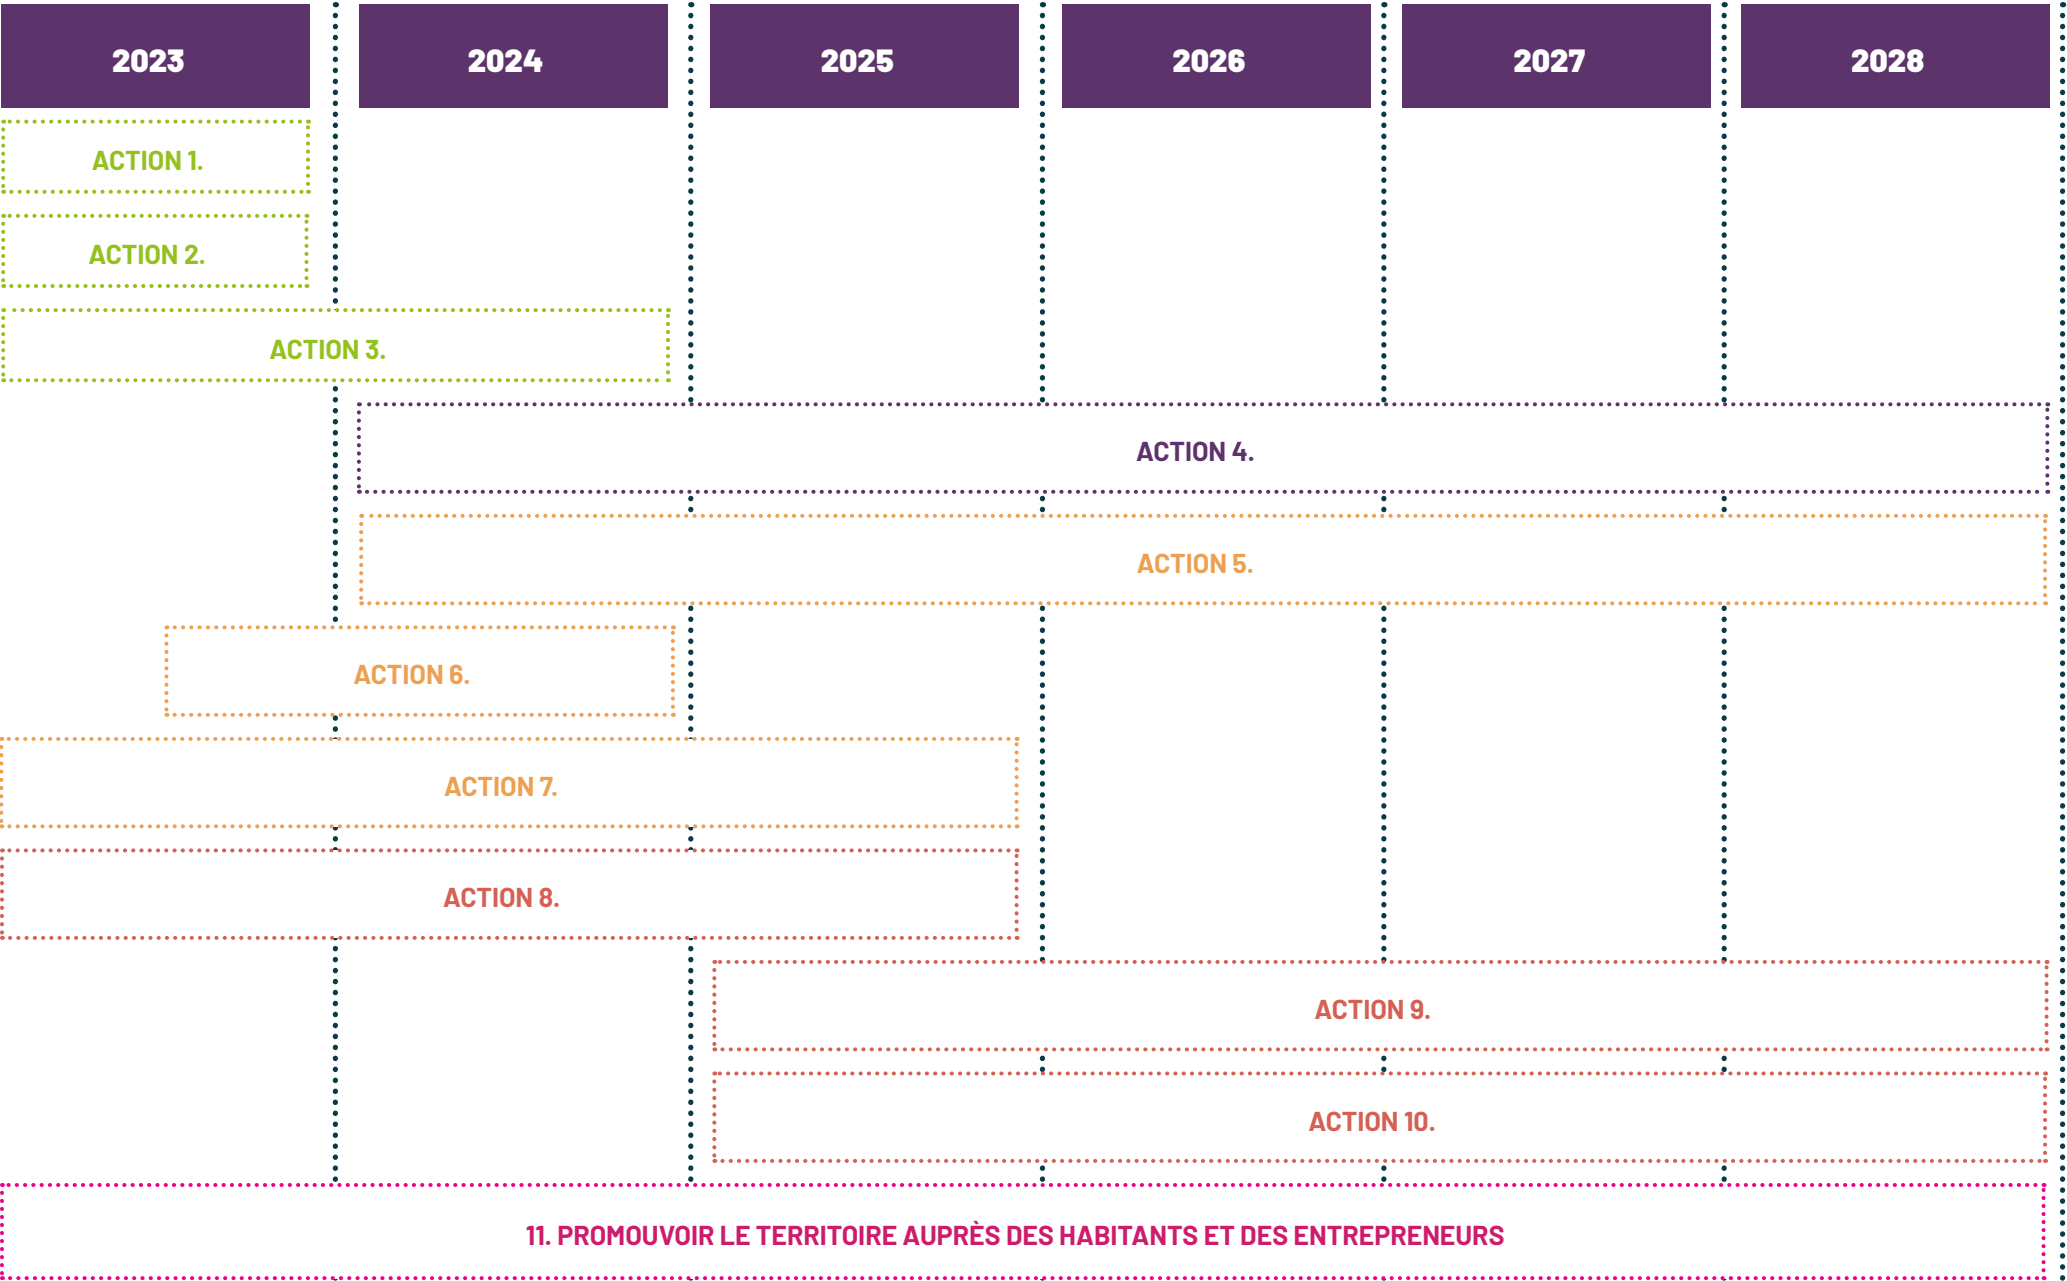 2023
2024
2025
2026
2027
2028
ACTION 1.
ACTION 2.
ACTION 3.
ACTION 4.
ACTION 5.
ACTION 6.
ACTION 7.
ACTION 8.
ACTION 9.
ACTION 10.
11. PROMOUVOIR LE TERRITOIRE AUPRÈS DES HABITANTS ET DES ENTREPRENEURS